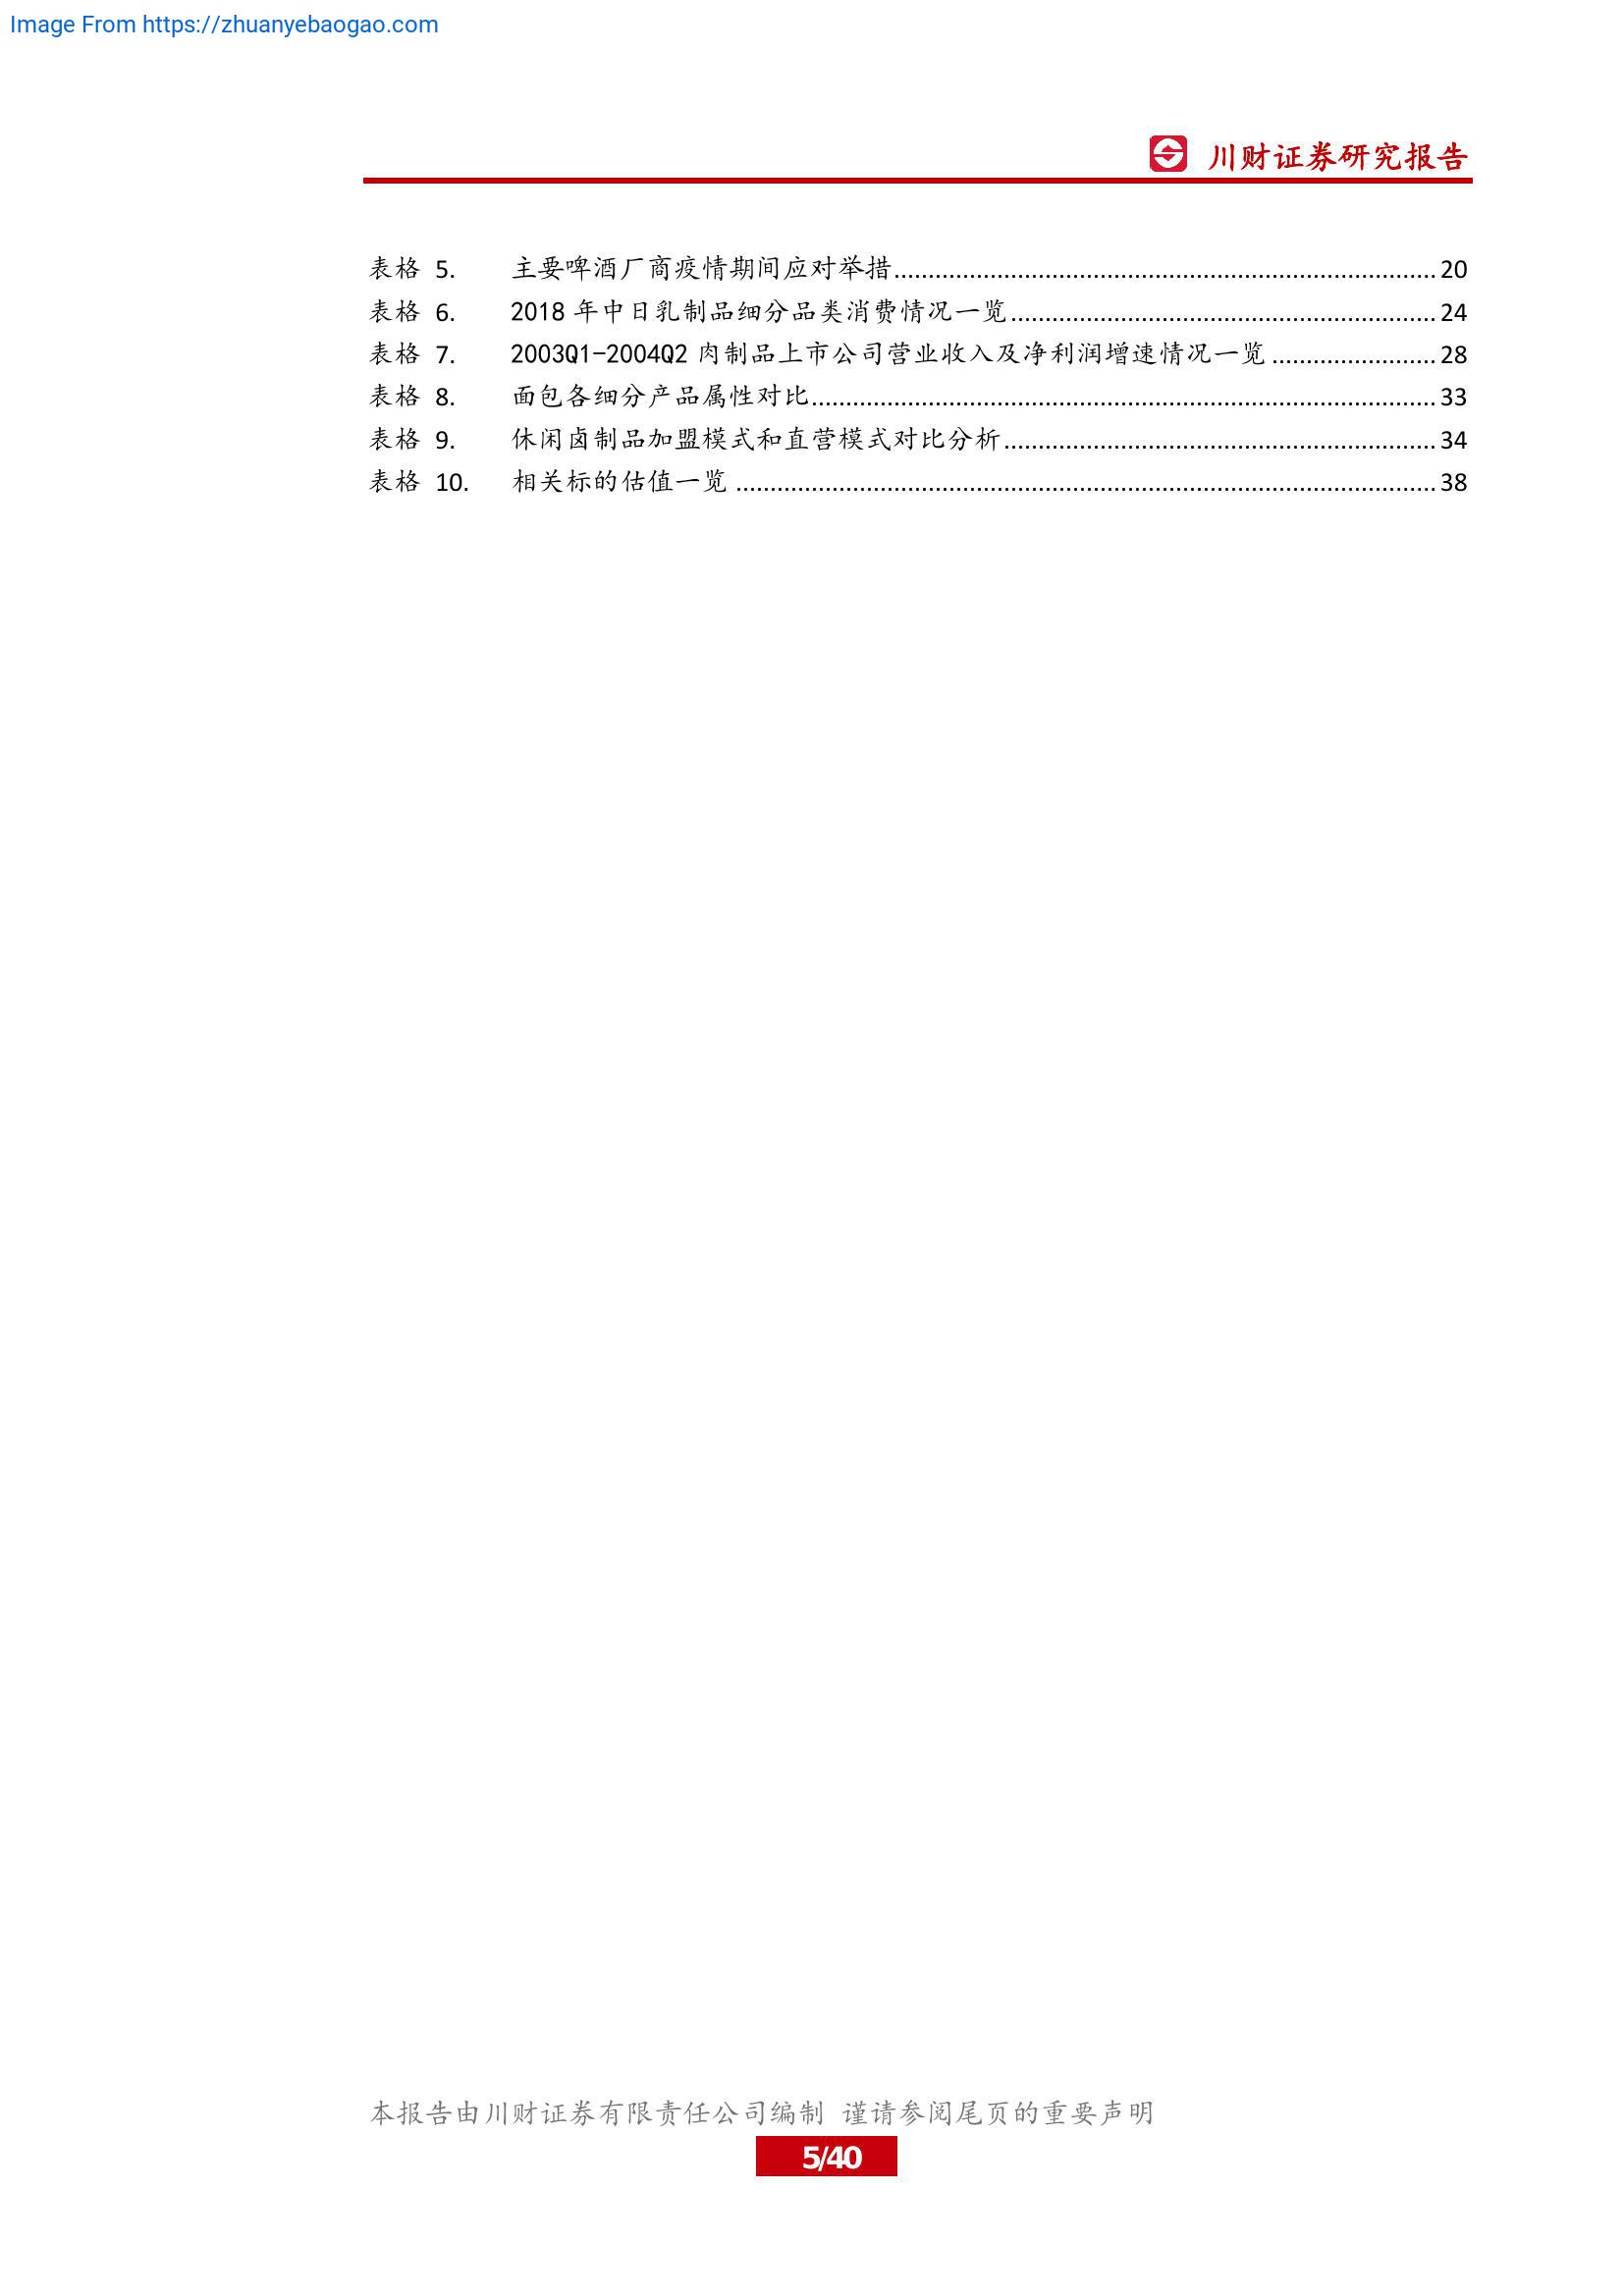 Image From https://zhuanyebaogao.com
川财证券研究报告
表格 5. 主要啤酒厂商疫情期间应对举措 20
表格 6. 2018 年中日乳制品细分品类消费情况一览 24
表格 7. 2003Q1-2004Q2 肉制品上市公司营业收入及净利润增速情况一览 28
表格 8. 面包各细分产品属性对比 33
表格 9. 休闲卤制品加盟模式和直营模式对比分析 34
表格 10. 相关标的估值一览 38
本报告由川财证券有限责任公司编制 谨请参阅尾页的重要声明
5/40